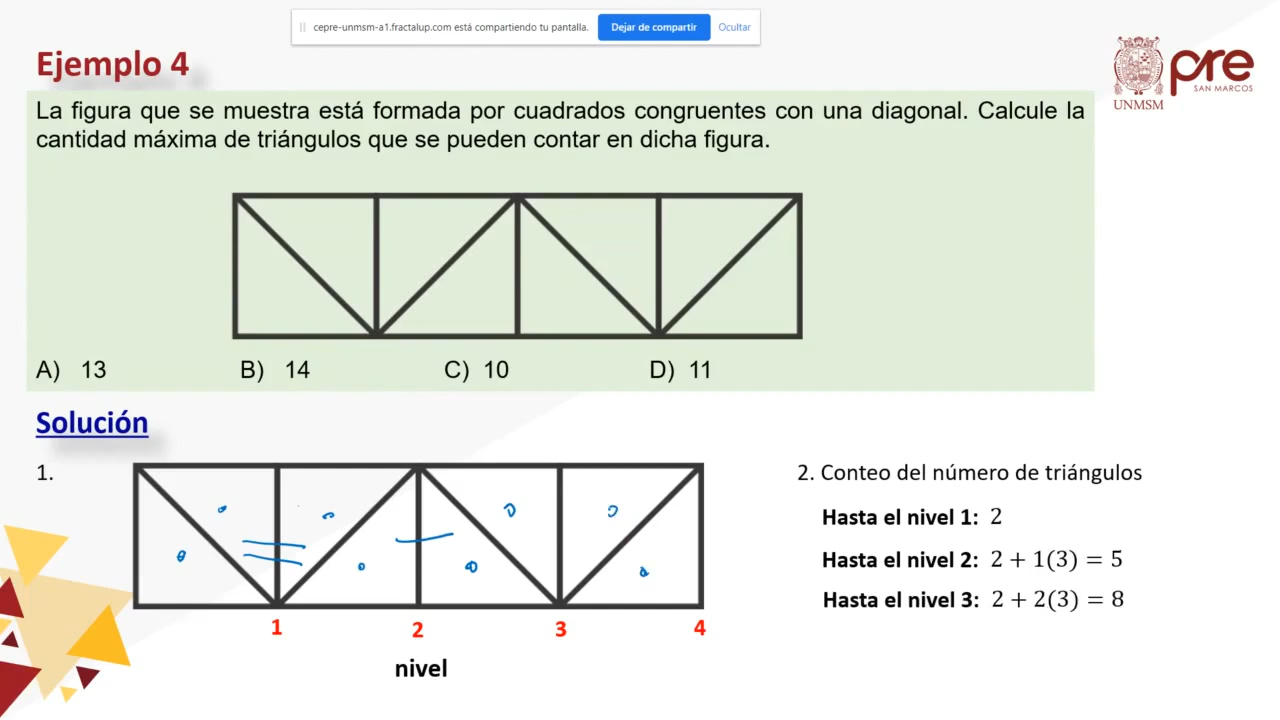 cepre-unmsm-a1.fractalup.com está compartiendo tu pantalla.
Dejar de compartir
Ocultar
Ejemplo 4
UNMSM
pre
SAN MARCOS
La figura que se muestra está formada por cuadrados congruentes con una diagonal. Calcule la
cantidad máxima de triángulos que se pueden contar en dicha figura.
A) 13 B) 14 C) 10 D) 11
Solución
1.
1 2 3 4
nivel
2. Conteo del número de triángulos
Hasta el nivel 1: 2
Hasta el nivel 2: 2 + 1(3) = 5
Hasta el nivel 3: 2 + 2(3) = 8